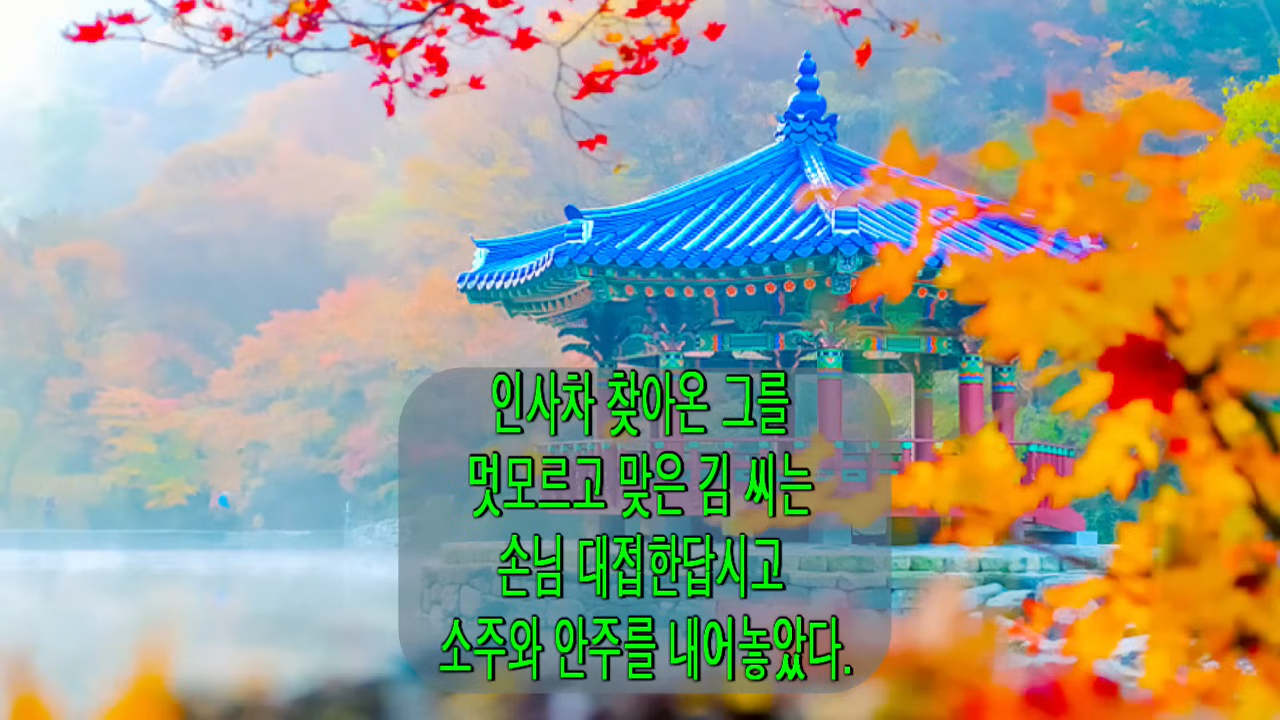 인사차 찾아온 그를
멋모르고 맞은 김 씨는
손님 대접한답시고
소주와 안주를 내어놓았다.